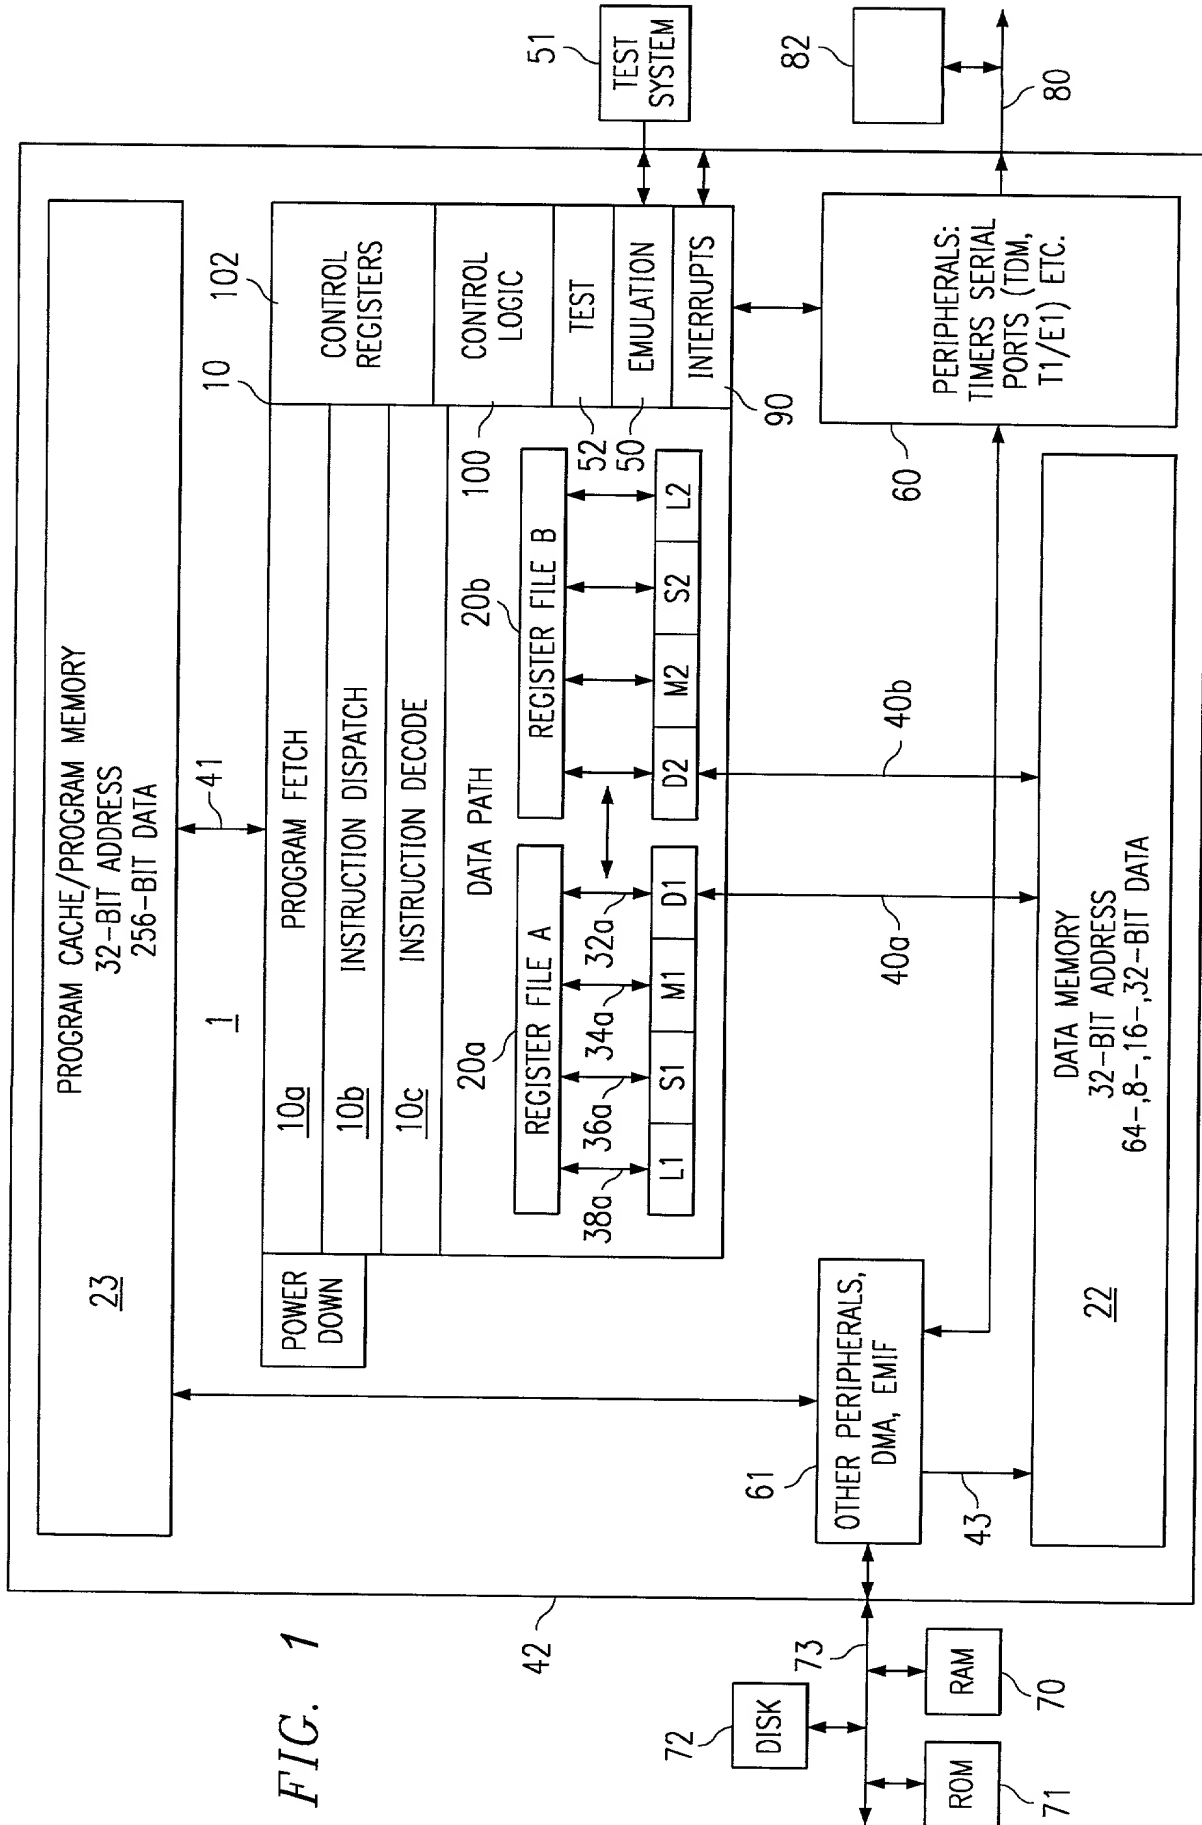 FIG. 1
PROGRAM CACHE/PROGRAM MEMORY
32-BIT ADDRESS
256-BIT DATA
23
1
41
POWER
DOWN
10a
PROGRAM FETCH
10b
INSTRUCTION DISPATCH
10c
INSTRUCTION DECODE
10
102
CONTROL
REGISTERS
100
CONTROL
LOGIC
DATA PATH
20a
REGISTER FILE A
20b
REGISTER FILE B
52
TEST
50
EMULATION
90
INTERRUPTS
51
TEST
SYSTEM
38a
36a
34a
32a
L1
S1
M1
D1
D2
M2
S2
L2
40a
40b
61
OTHER PERIPHERALS,
DMA, EMIF
43
60
PERIPHERALS:
TIMERS SERIAL
PORTS (TDM,
T1/E1) ETC.
82
80
DATA MEMORY
32-BIT ADDRESS
64-,8-,16-,32-BIT DATA
22
42
73
72
DISK
RAM
70
ROM
71